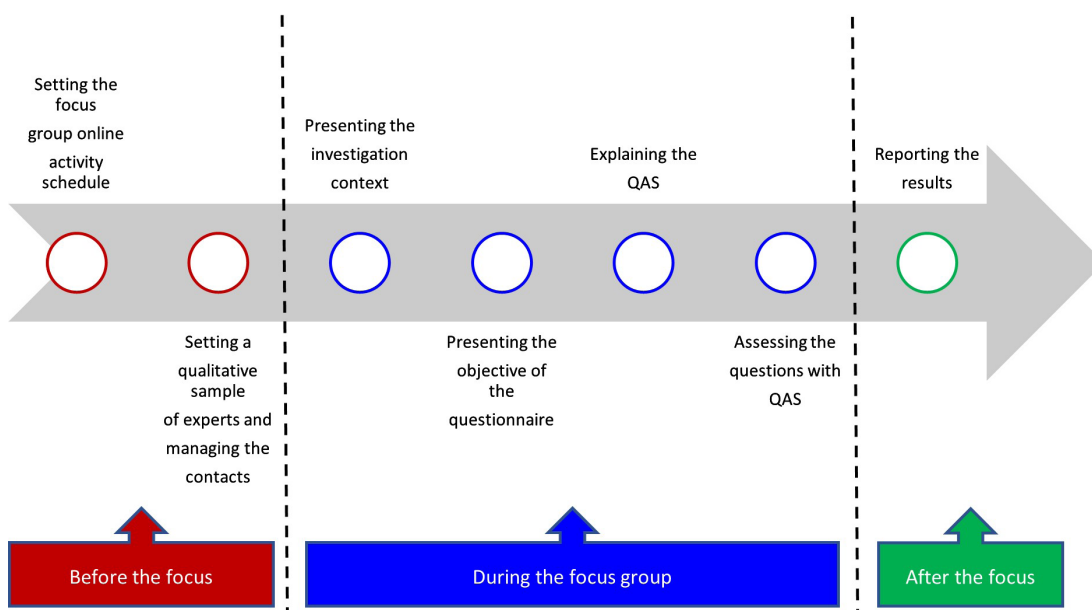 Setting the
focus
group online
activity
schedule
Setting a
qualitative
sample
of experts and
managing the
contacts
Presenting the
investigation
context
Presenting the
objective of
the
questionnaire
Explaining the
QAS
Assessing the
questions with
QAS
Reporting the
results
Before the focus
During the focus group
After the focus